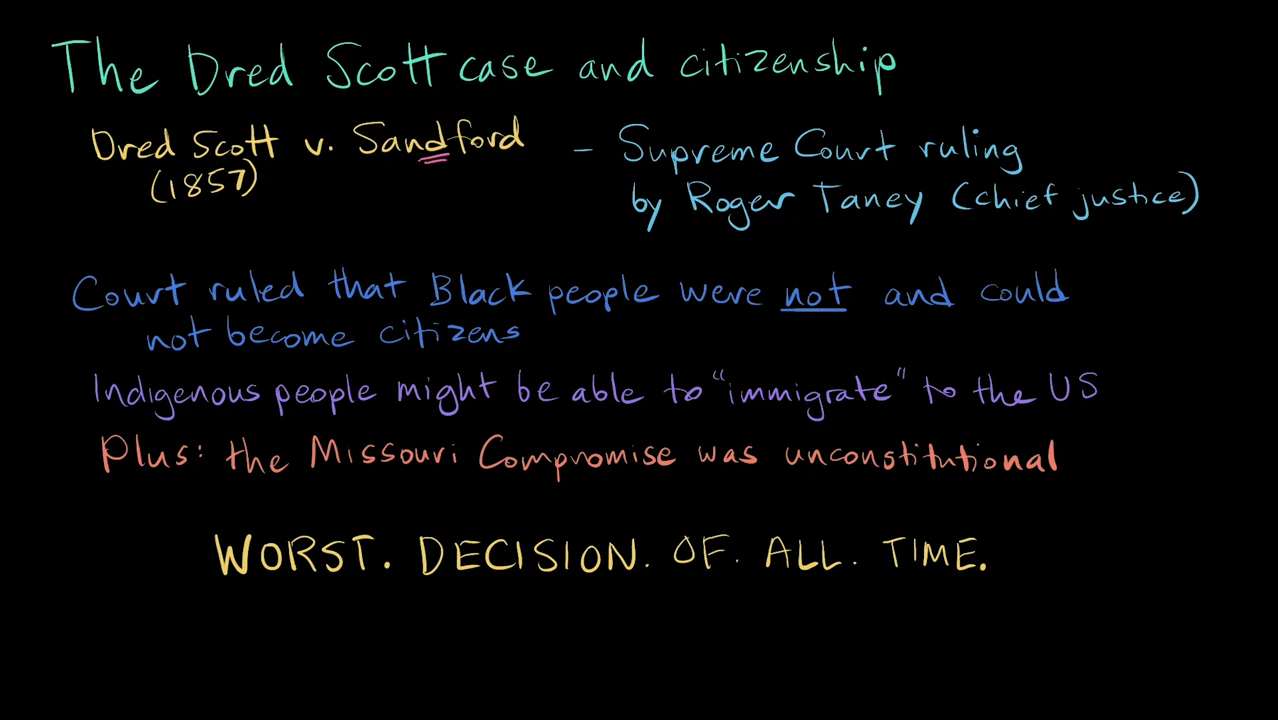 The Dred Scott case and citizenship
Dred Scott v. Sandford
(1857)
- Supreme Court ruling
by Roger Taney (chief justice)
Court ruled that Black people were not and could
not become citizens
Indigenous people might be able to "immigrate" to the US
Plus: the Missouri Compromise was unconstitutional
WORST. DECISION. OF. ALL. TIME.